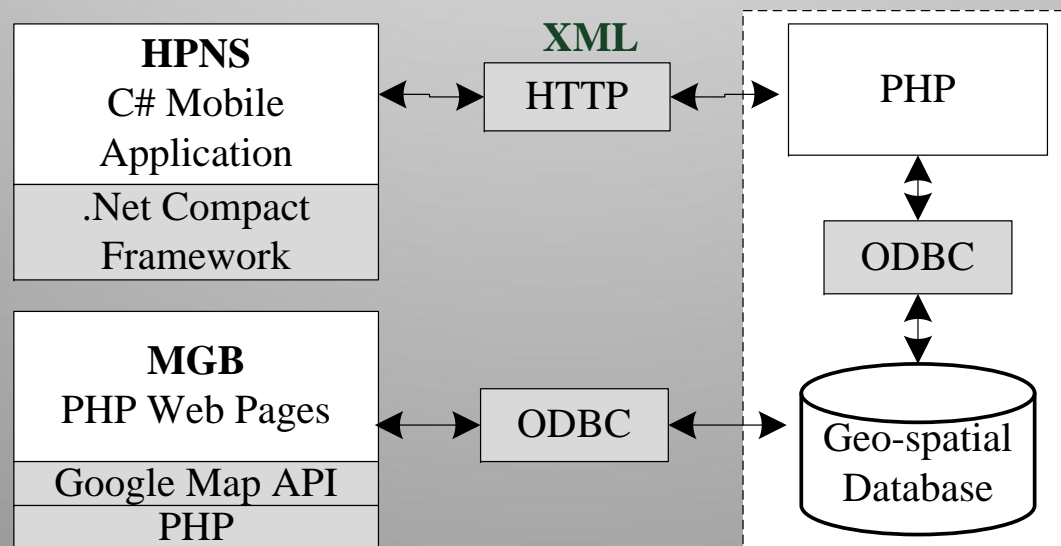 HPNS
C# Mobile
Application
.Net Compact
Framework
XML
HTTP
PHP
ODBC
MGB
PHP Web Pages
Google Map API
PHP
ODBC
Geo-spatial
Database